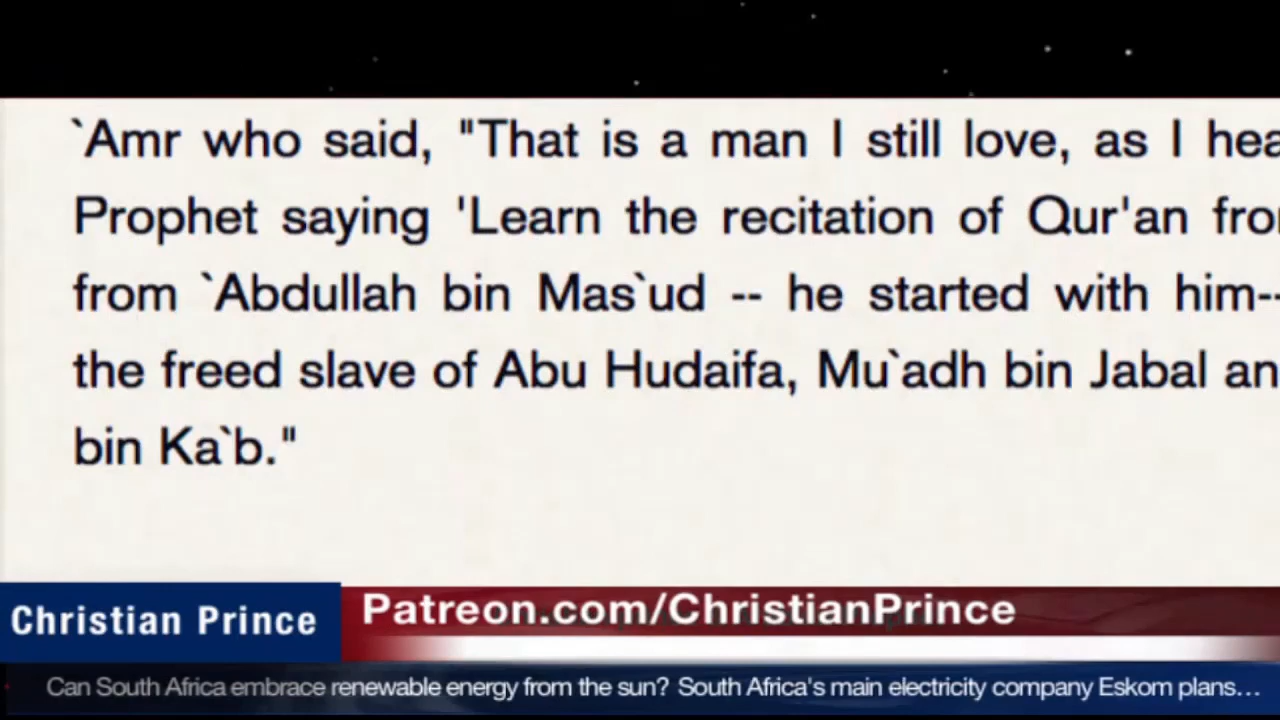 `Amr who said, "That is a man I still love, as I hea
Prophet saying 'Learn the recitation of Qur'an fro
from `Abdullah bin Mas`ud -- he started with him--
the freed slave of Abu Hudaifa, Mu`adh bin Jabal an
bin Ka`b."
Christian Prince
Patreon.com/ChristianPrince
Can South Africa embrace renewable energy from the sun? South Africa's main electricity company Eskom plans...